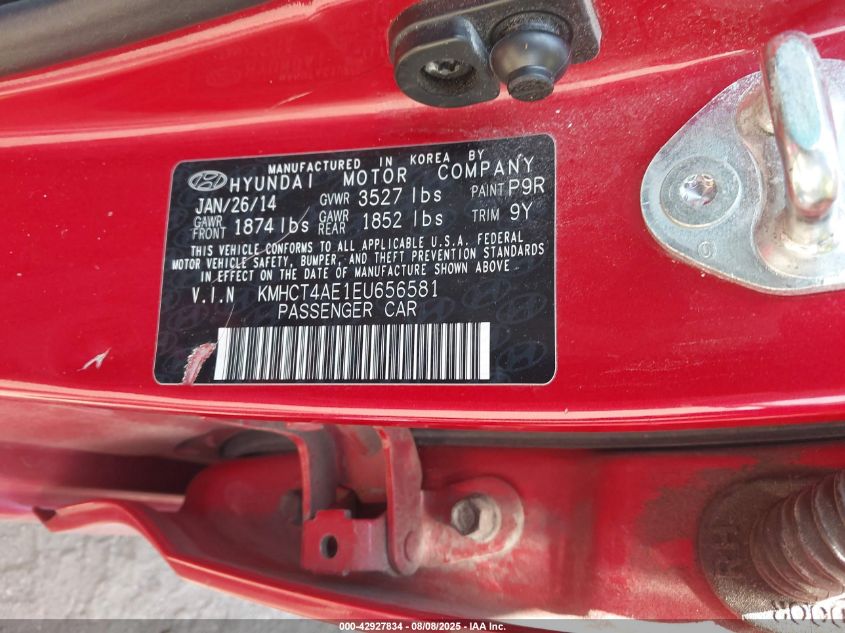 MANUFACTURED IN KOREA BY
HYUNDAI MOTOR COMPANY
JAN/26/14 GVWR 3527 lbs PAINT P9R
GAWR FRONT 1874 lbs GAWR REAR 1852 lbs TRIM 9Y
THIS VEHICLE CONFORMS TO ALL APPLICABLE U.S.A. FEDERAL
MOTOR VEHICLE SAFETY, BUMPER, AND THEFT PREVENTION STANDARDS
IN EFFECT ON THE DATE OF MANUFACTURE SHOWN ABOVE.
V.I.N KMHCT4AE1EU656581
PASSENGER CAR
RH
000-42927834 - 08/08/2025 - IAA Inc.